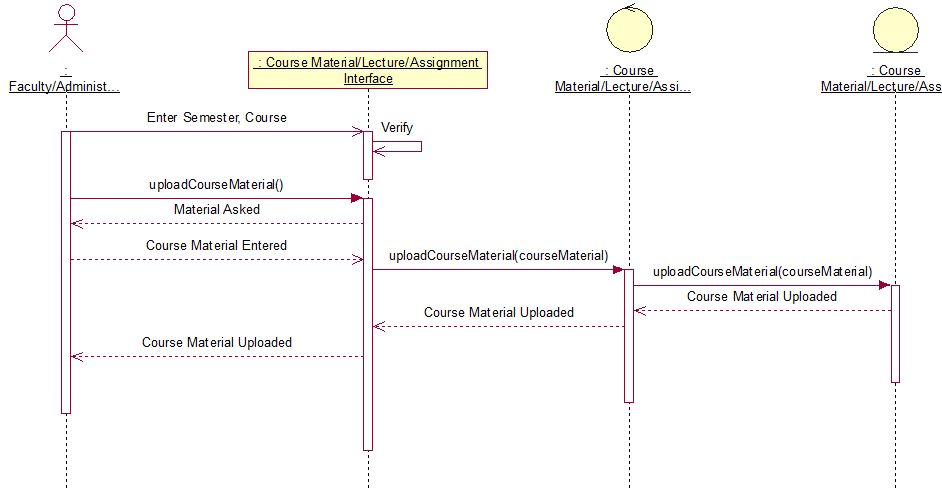 :
Faculty/Administ...
: Course Material/Lecture/Assignment
Interface
: Course
Material/Lecture/Assi...
: Course
Material/Lecture/Ass
Enter Semester, Course
Verify
uploadCourseMaterial()
Material Asked
Course Material Entered
uploadCourseMaterial(courseMaterial)
uploadCourseMaterial(courseMaterial)
Course Material Uploaded
Course Material Uploaded
Course Material Uploaded